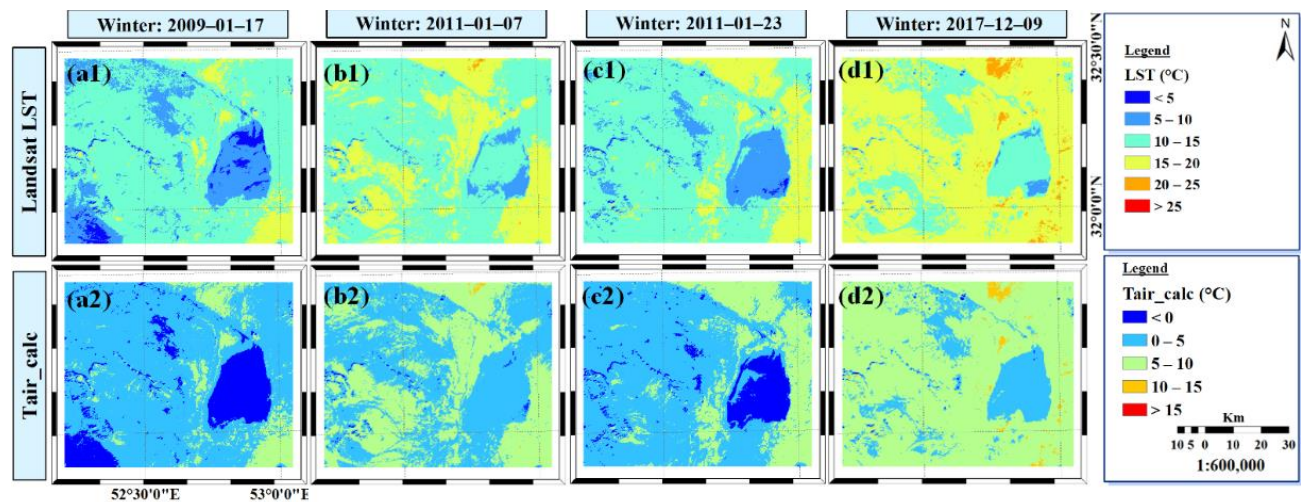 Winter: 2009–01–17
Winter: 2011–01–07
Winter: 2011–01–23
Winter: 2017–12–09
Landsat LST
(a1)
(b1)
(c1)
(d1)
32°30'0"N
32°0'0"N
N
Legend
LST (°C)
< 5
5 – 10
10 – 15
15 – 20
20 – 25
> 25
Tair_calc
(a2)
(b2)
(c2)
(d2)
52°30'0"E
53°0'0"E
Legend
Tair_calc (°C)
< 0
0 – 5
5 – 10
10 – 15
> 15
Km
10 5 0 10 20 30
1:600,000